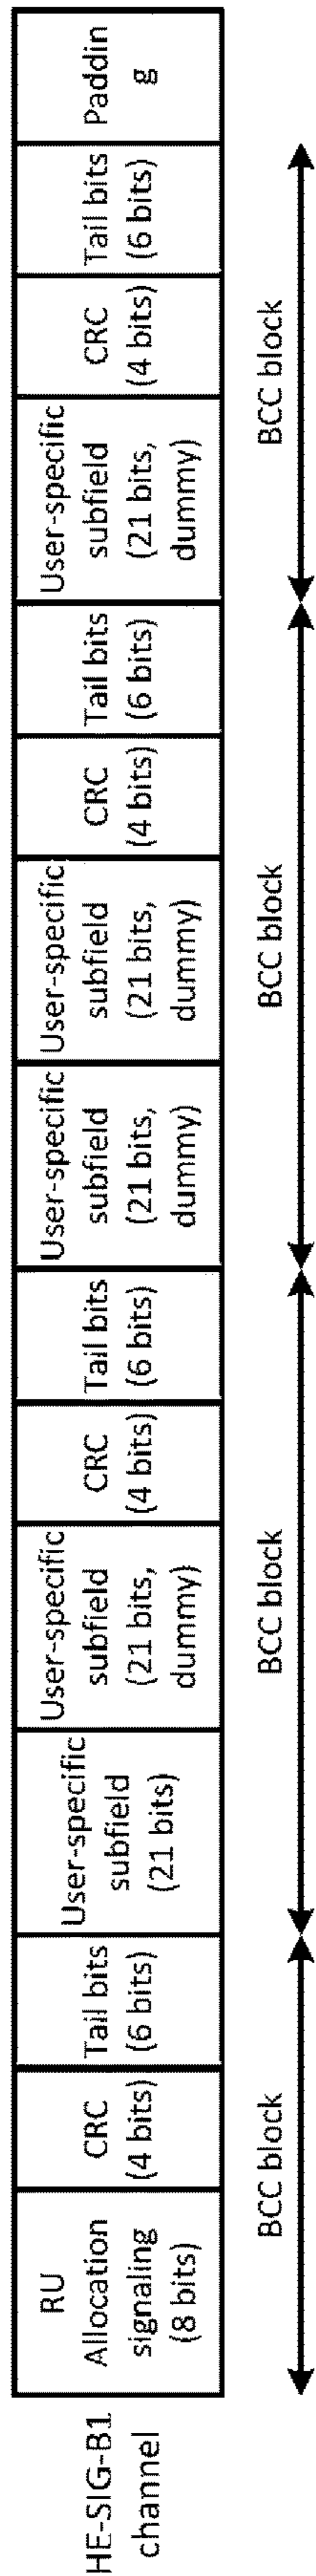 HE-SIG-B1
channel
RU
Allocation
signaling
(8 bits)
CRC
(4 bits)
Tail bits
(6 bits)
User-specific
subfield
(21 bits)
User-specific
subfield
(21 bits,
dummy)
CRC
(4 bits)
Tail bits
(6 bits)
User-specific
subfield
(21 bits,
dummy)
User-specific
subfield
(21 bits,
dummy)
CRC
(4 bits)
Tail bits
(6 bits)
User-specific
subfield
(21 bits,
dummy)
CRC
(4 bits)
Tail bits
(6 bits)
Paddin
g
BCC block
BCC block
BCC block
BCC block